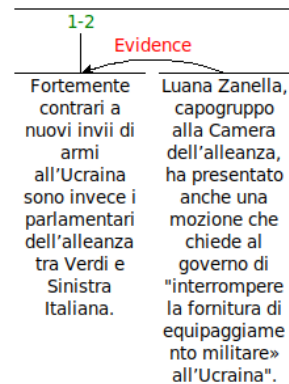 1-2
Evidence
Fortemente
contrari a
nuovi invii di
armi
all'Ucraina
sono invece i
parlamentari
dell'alleanza
tra Verdi e
Sinistra
Italiana.
Luana Zanella,
capogruppo
alla Camera
dell'alleanza,
ha presentato
anche una
mozione che
chiede al
governo di
"interrompere
la fornitura di
equipaggiame
nto militare»
all'Ucraina".